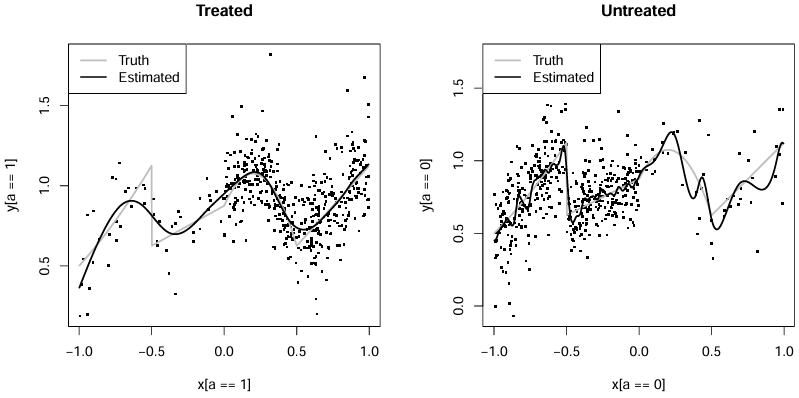 Treated
Truth
Estimated
y[a == 1]
1.5
1.0
0.5
−1.0 −0.5 0.0 0.5 1.0
x[a == 1]
Untreated
Truth
Estimated
y[a == 0]
1.5
1.0
0.5
0.0
−1.0 −0.5 0.0 0.5 1.0
x[a == 0]